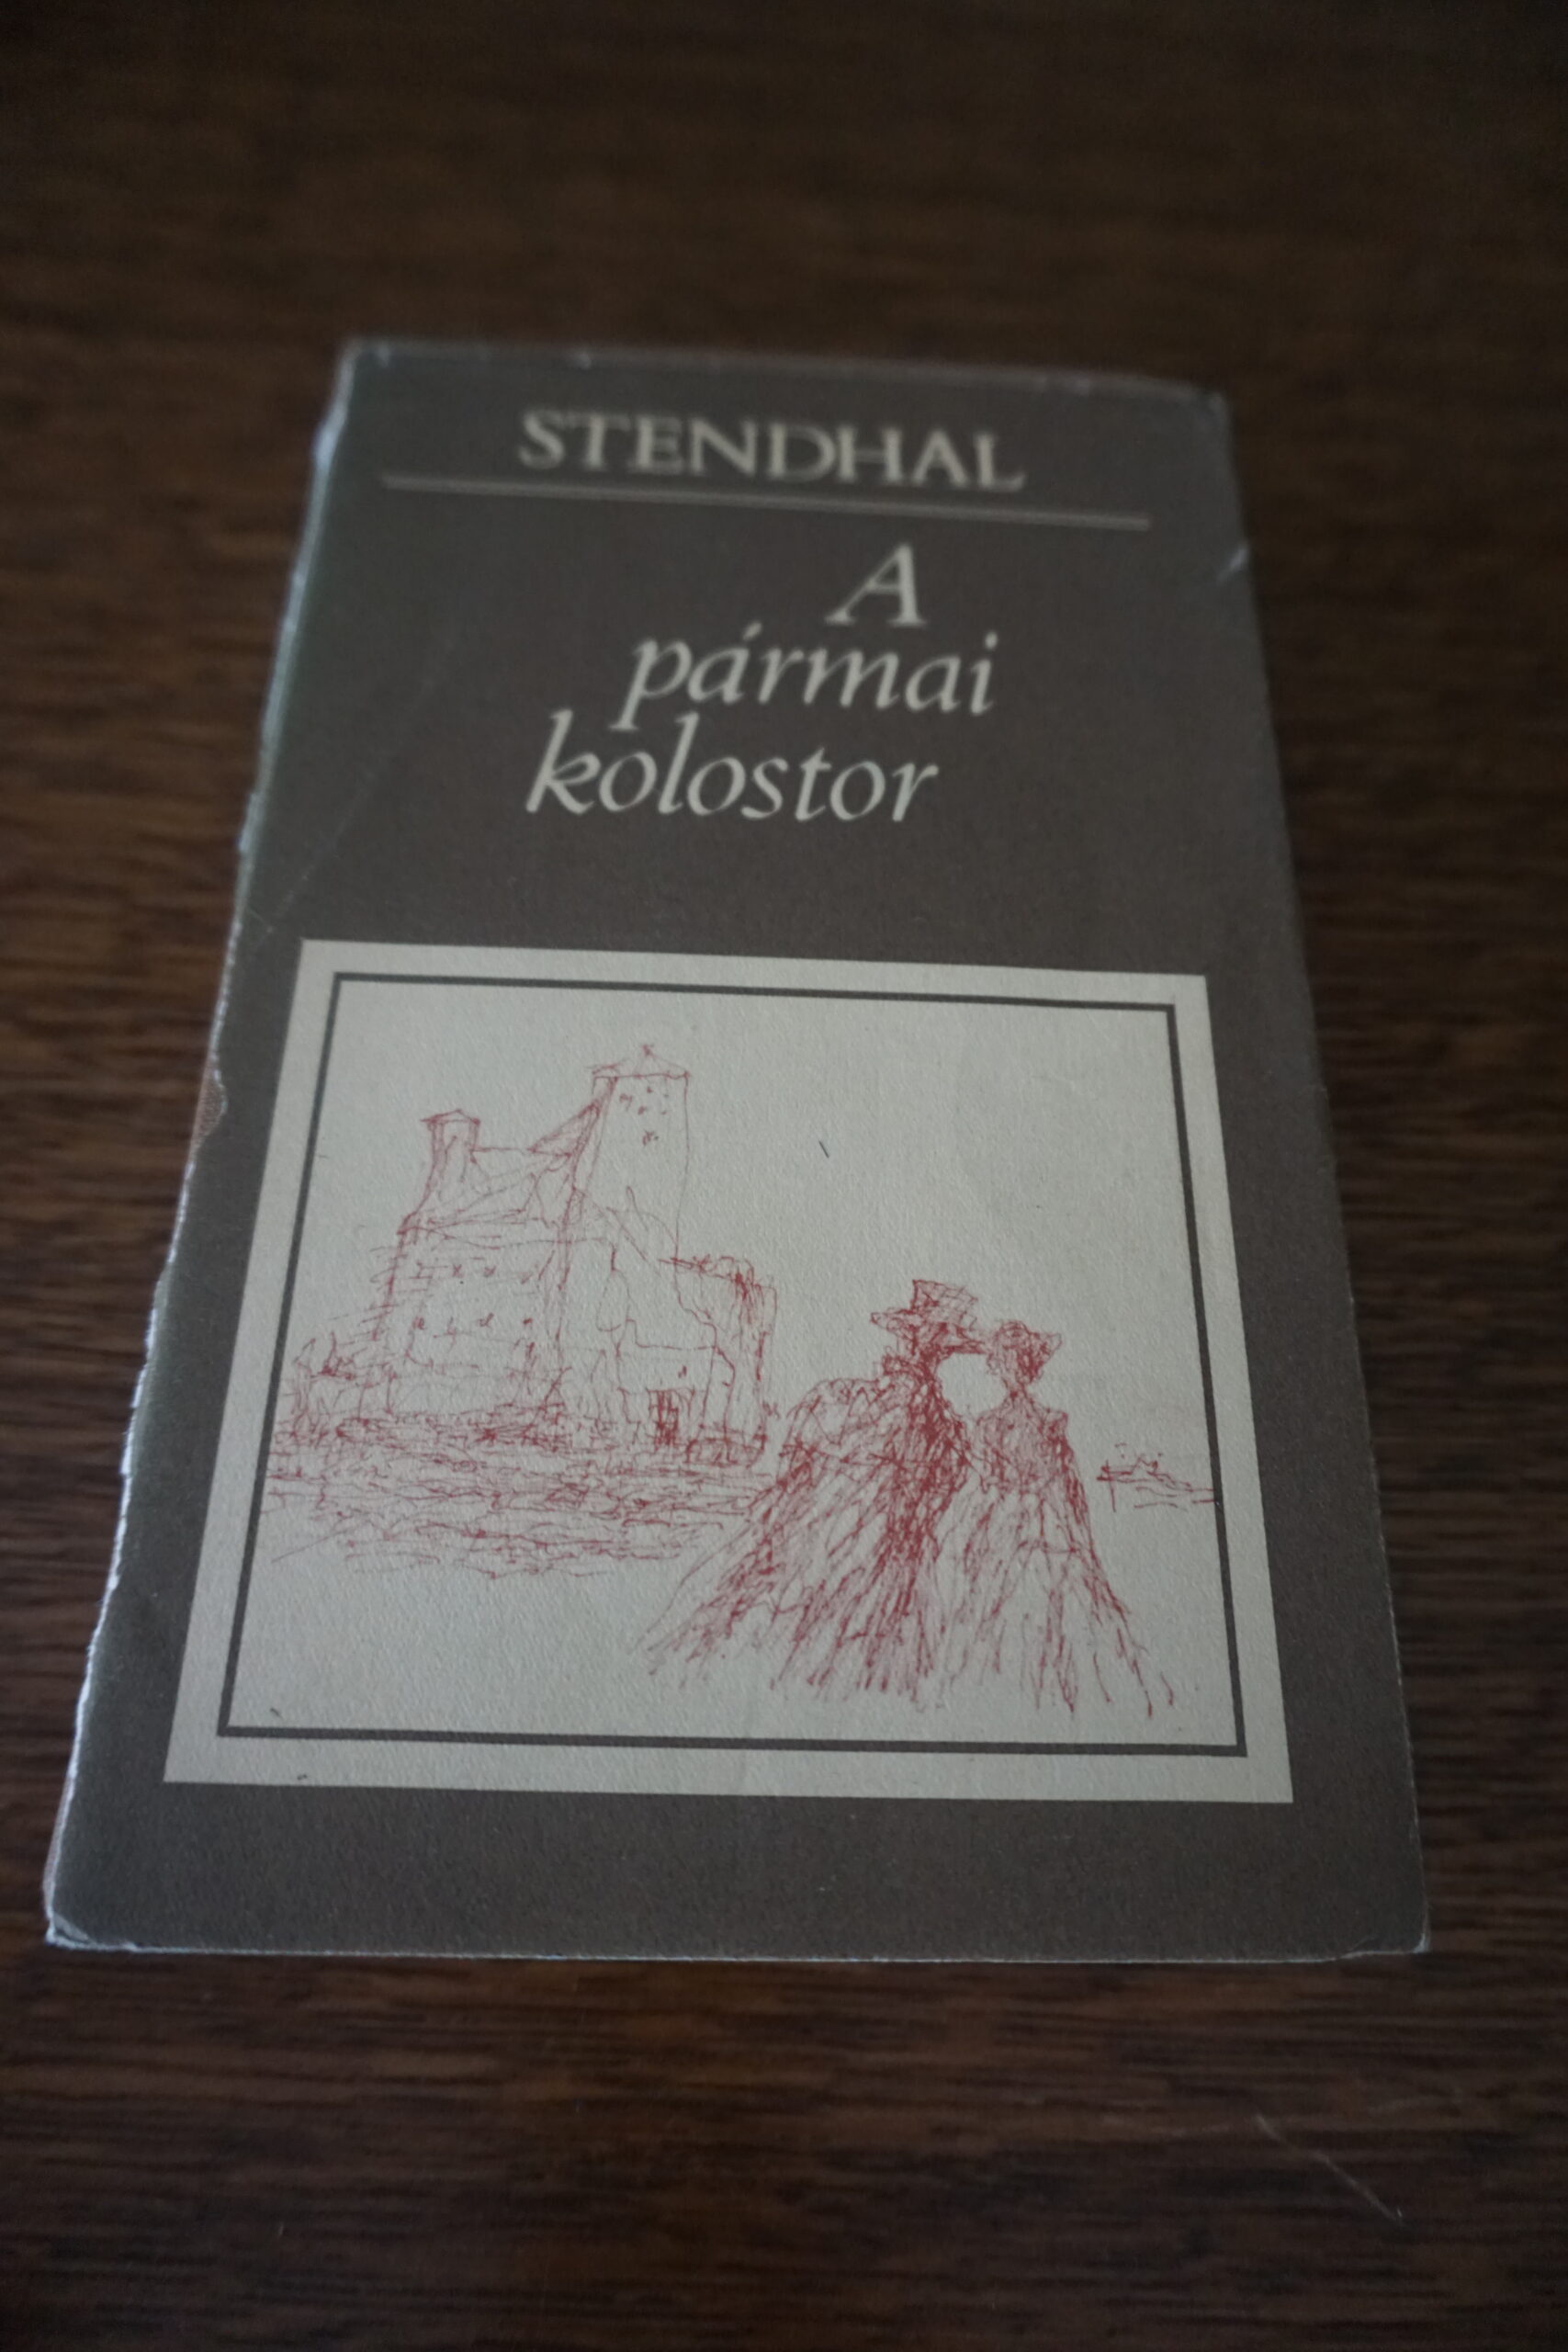 STENDHAL
A
pármai
kolostor